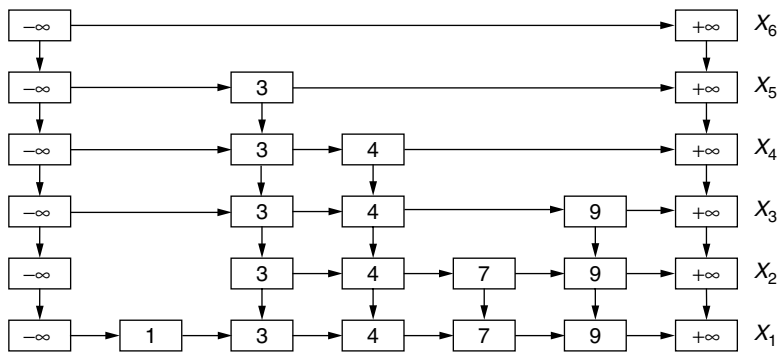 −∞ +∞ X6
−∞ 3 +∞ X5
−∞ 3 4 +∞ X4
−∞ 3 4 9 +∞ X3
−∞ 3 4 7 9 +∞ X2
−∞ 1 3 4 7 9 +∞ X1